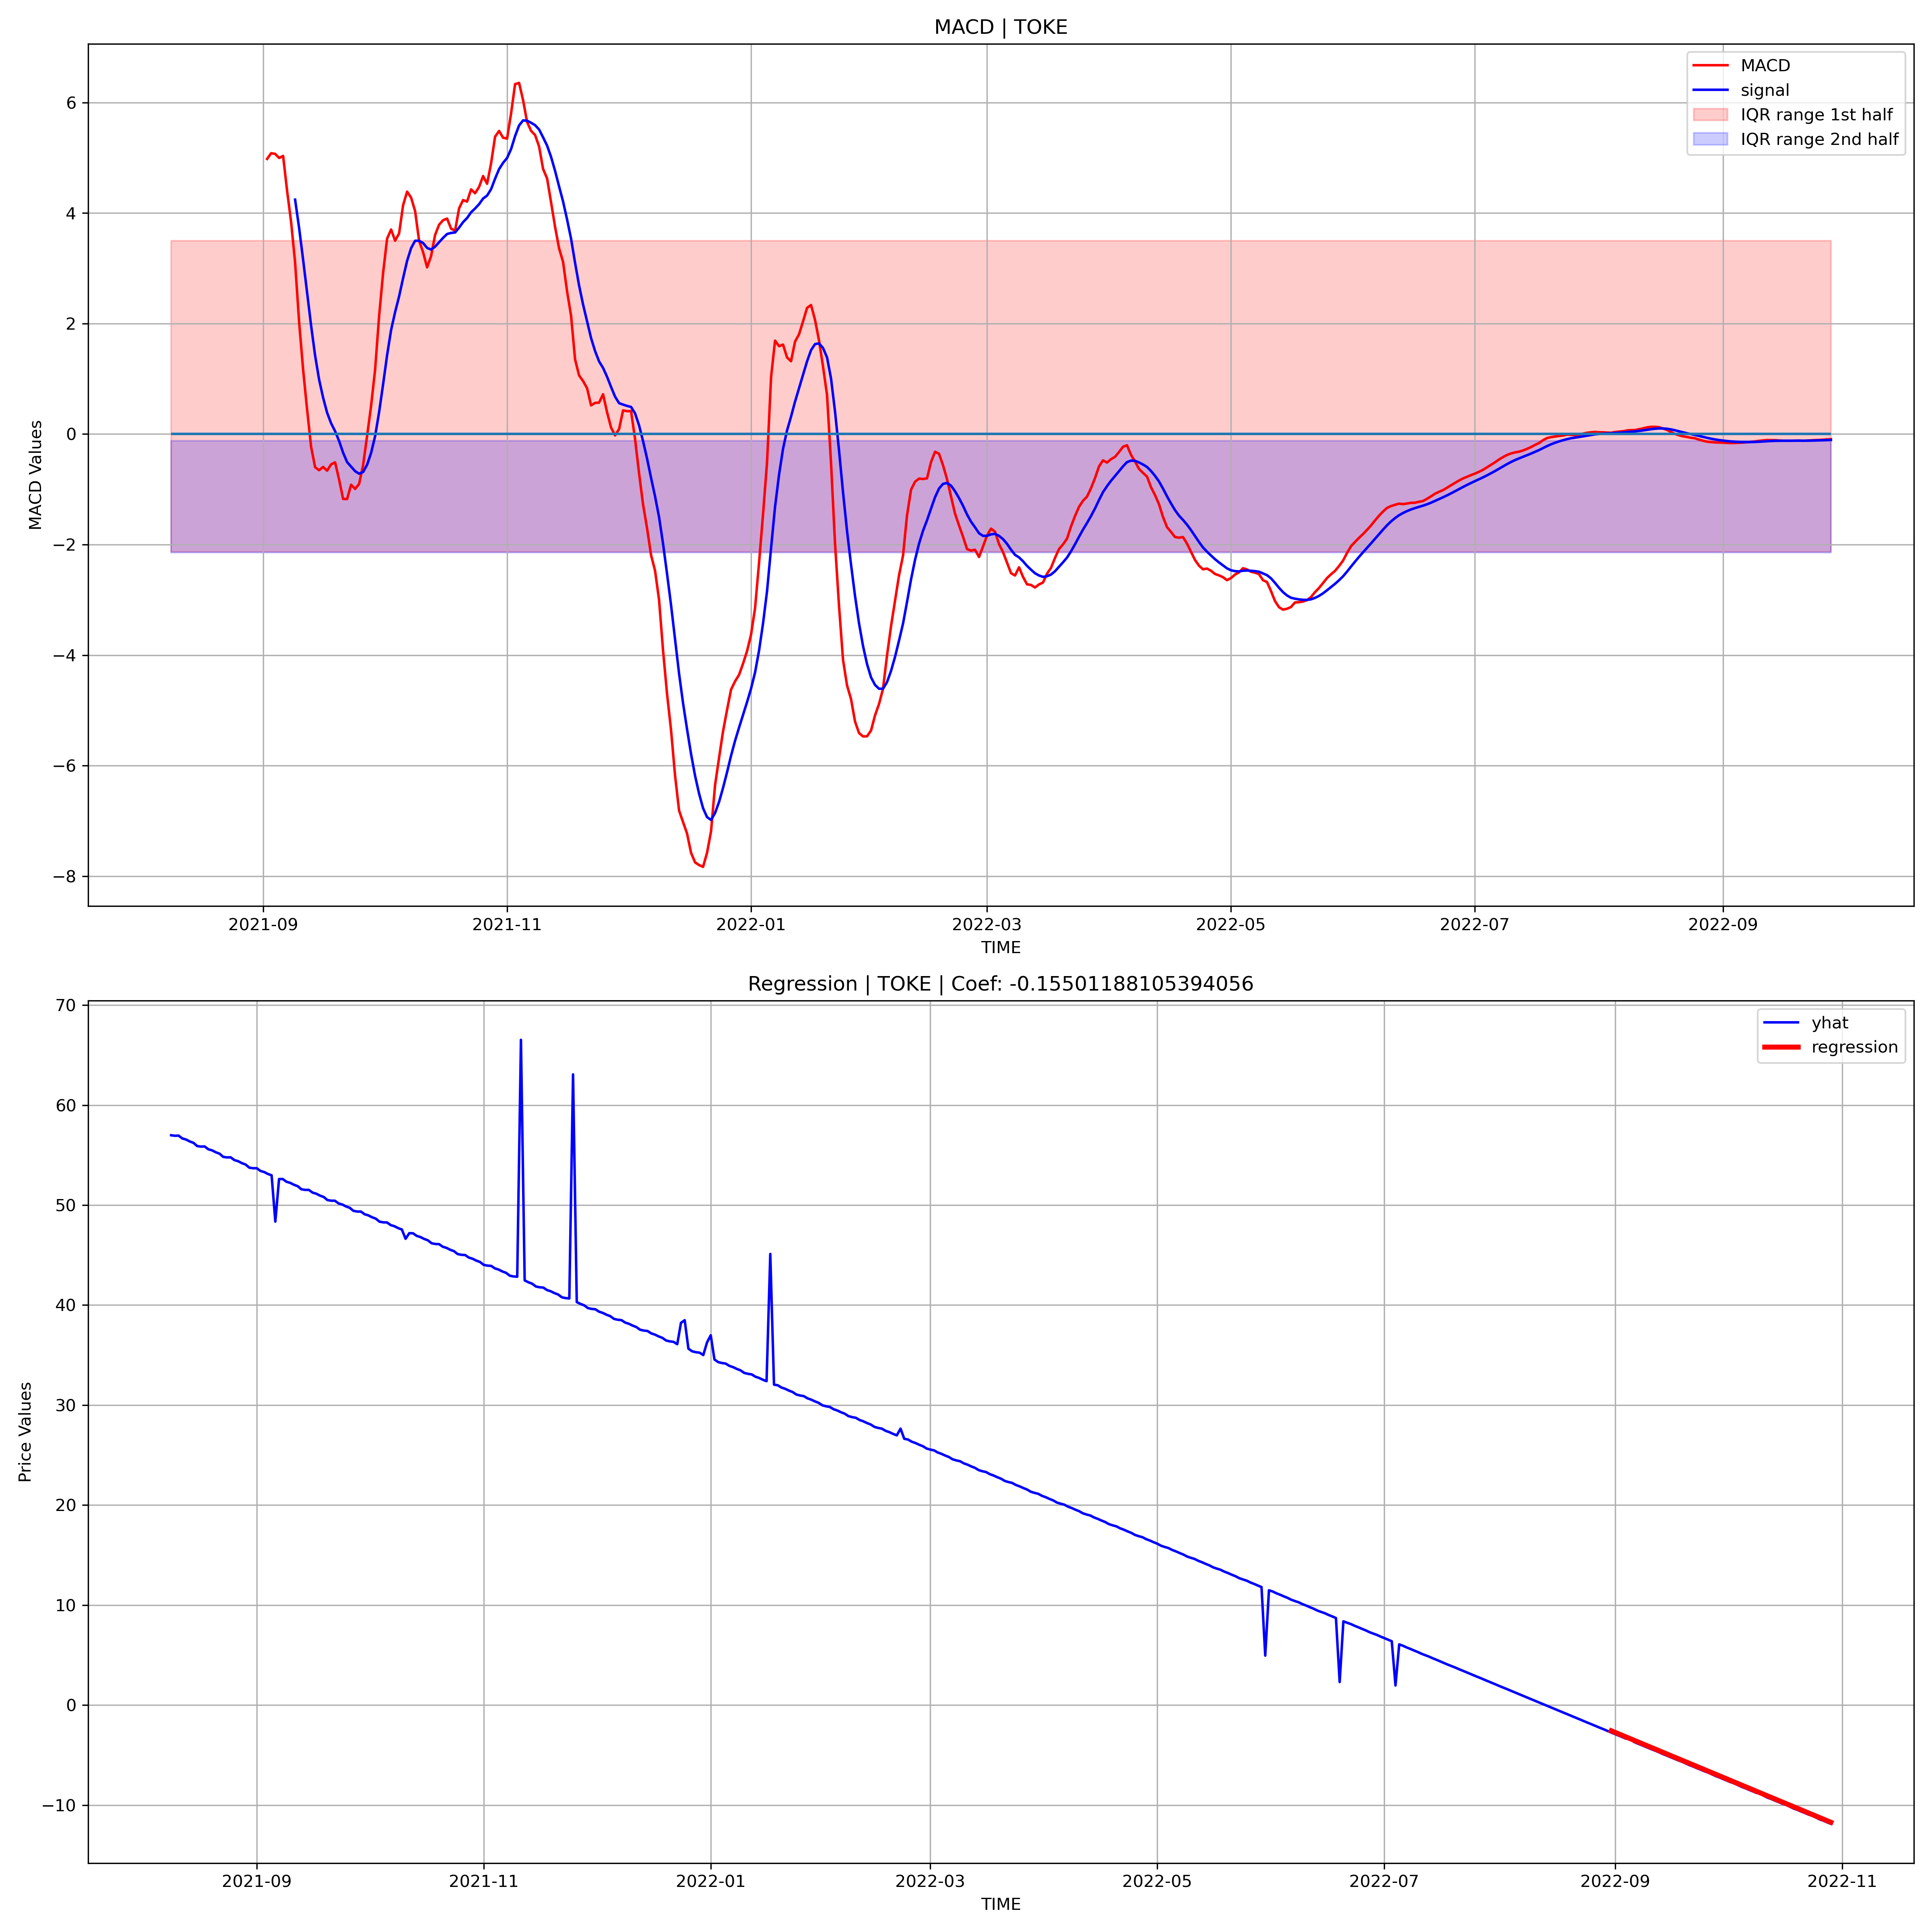 MACD | TOKE
MACD
signal
IQR range 1st half
IQR range 2nd half
6
4
2
0
−2
−4
−6
−8
MACD Values
2021-09 2021-11 2022-01 2022-03 2022-05 2022-07 2022-09
TIME
Regression | TOKE | Coef: -0.15501188105394056
yhat
regression
70
60
50
40
30
20
10
0
−10
Price Values
2021-09 2021-11 2022-01 2022-03 2022-05 2022-07 2022-09 2022-11
TIME